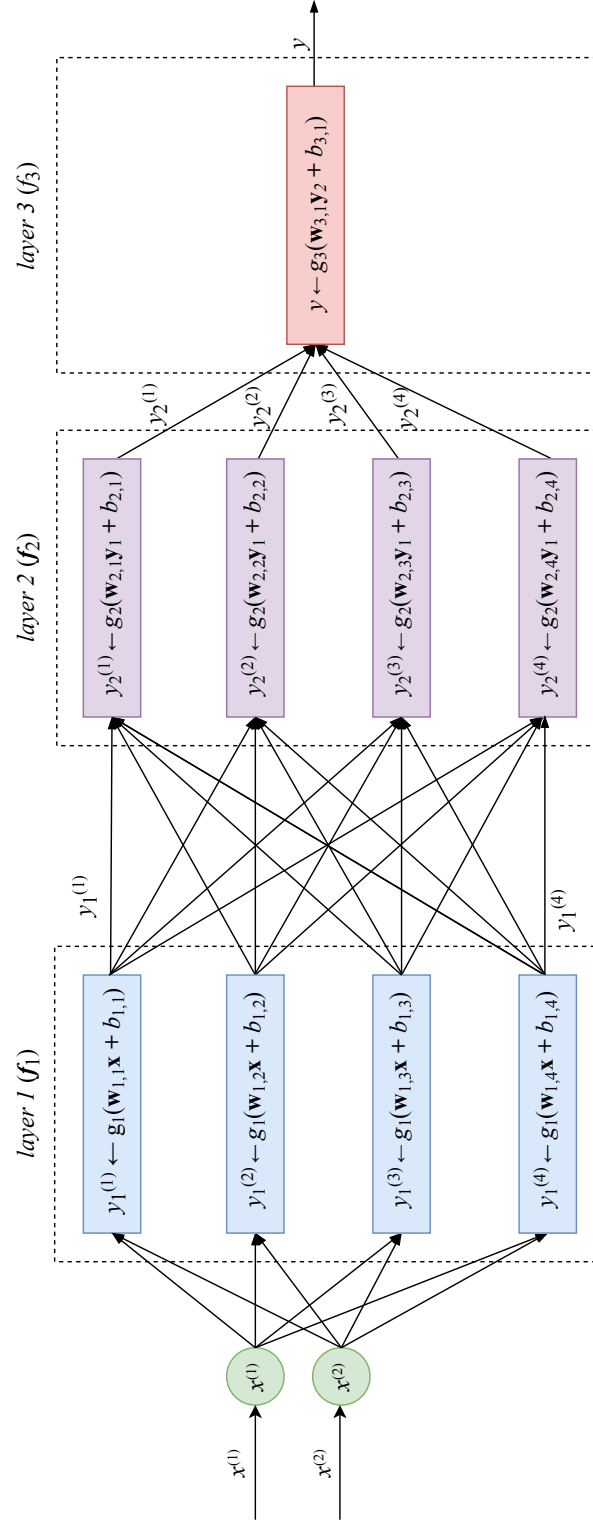 layer 1 (f₁)
layer 2 (f₂)
layer 3 (f₃)
x⁽¹⁾
x⁽²⁾
x⁽¹⁾
x⁽²⁾
y₁⁽¹⁾ ← g₁(w₁,₁x + b₁,₁)
y₁⁽²⁾ ← g₁(w₁,₂x + b₁,₂)
y₁⁽³⁾ ← g₁(w₁,₃x + b₁,₃)
y₁⁽⁴⁾ ← g₁(w₁,₄x + b₁,₄)
y₁⁽¹⁾
y₁⁽⁴⁾
y₂⁽¹⁾ ← g₂(w₂,₁y₁ + b₂,₁)
y₂⁽²⁾ ← g₂(w₂,₂y₁ + b₂,₂)
y₂⁽³⁾ ← g₂(w₂,₃y₁ + b₂,₃)
y₂⁽⁴⁾ ← g₂(w₂,₄y₁ + b₂,₄)
y₂⁽¹⁾
y₂⁽²⁾
y₂⁽³⁾
y₂⁽⁴⁾
y ← g₃(w₃,₁y₂ + b₃,₁)
y